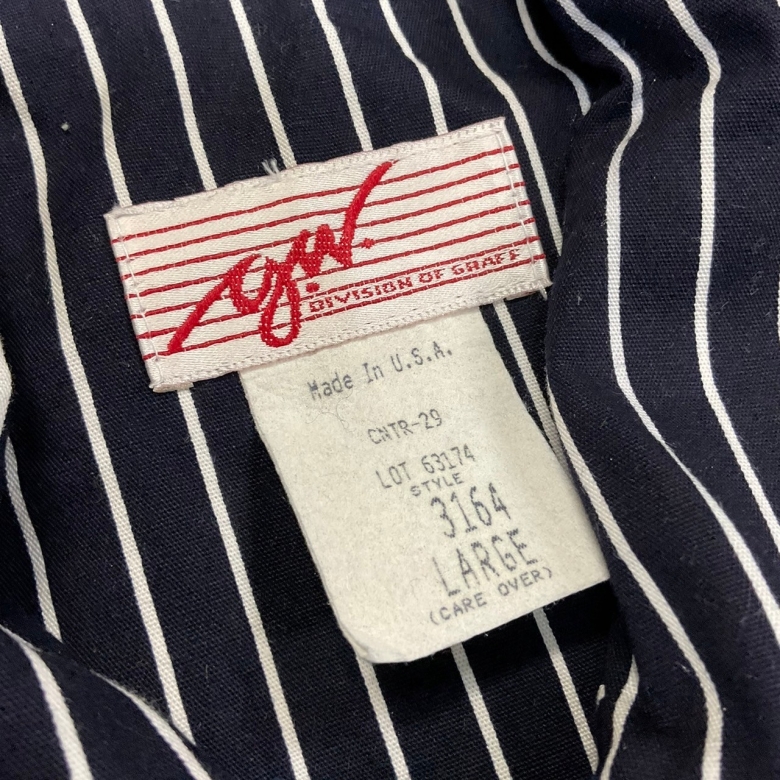 g.w.
DIVISION OF GRAFF
Made In U.S.A.
CNTR-29
LOT 63174
STYLE
3164
LARGE
(CARE OVER)